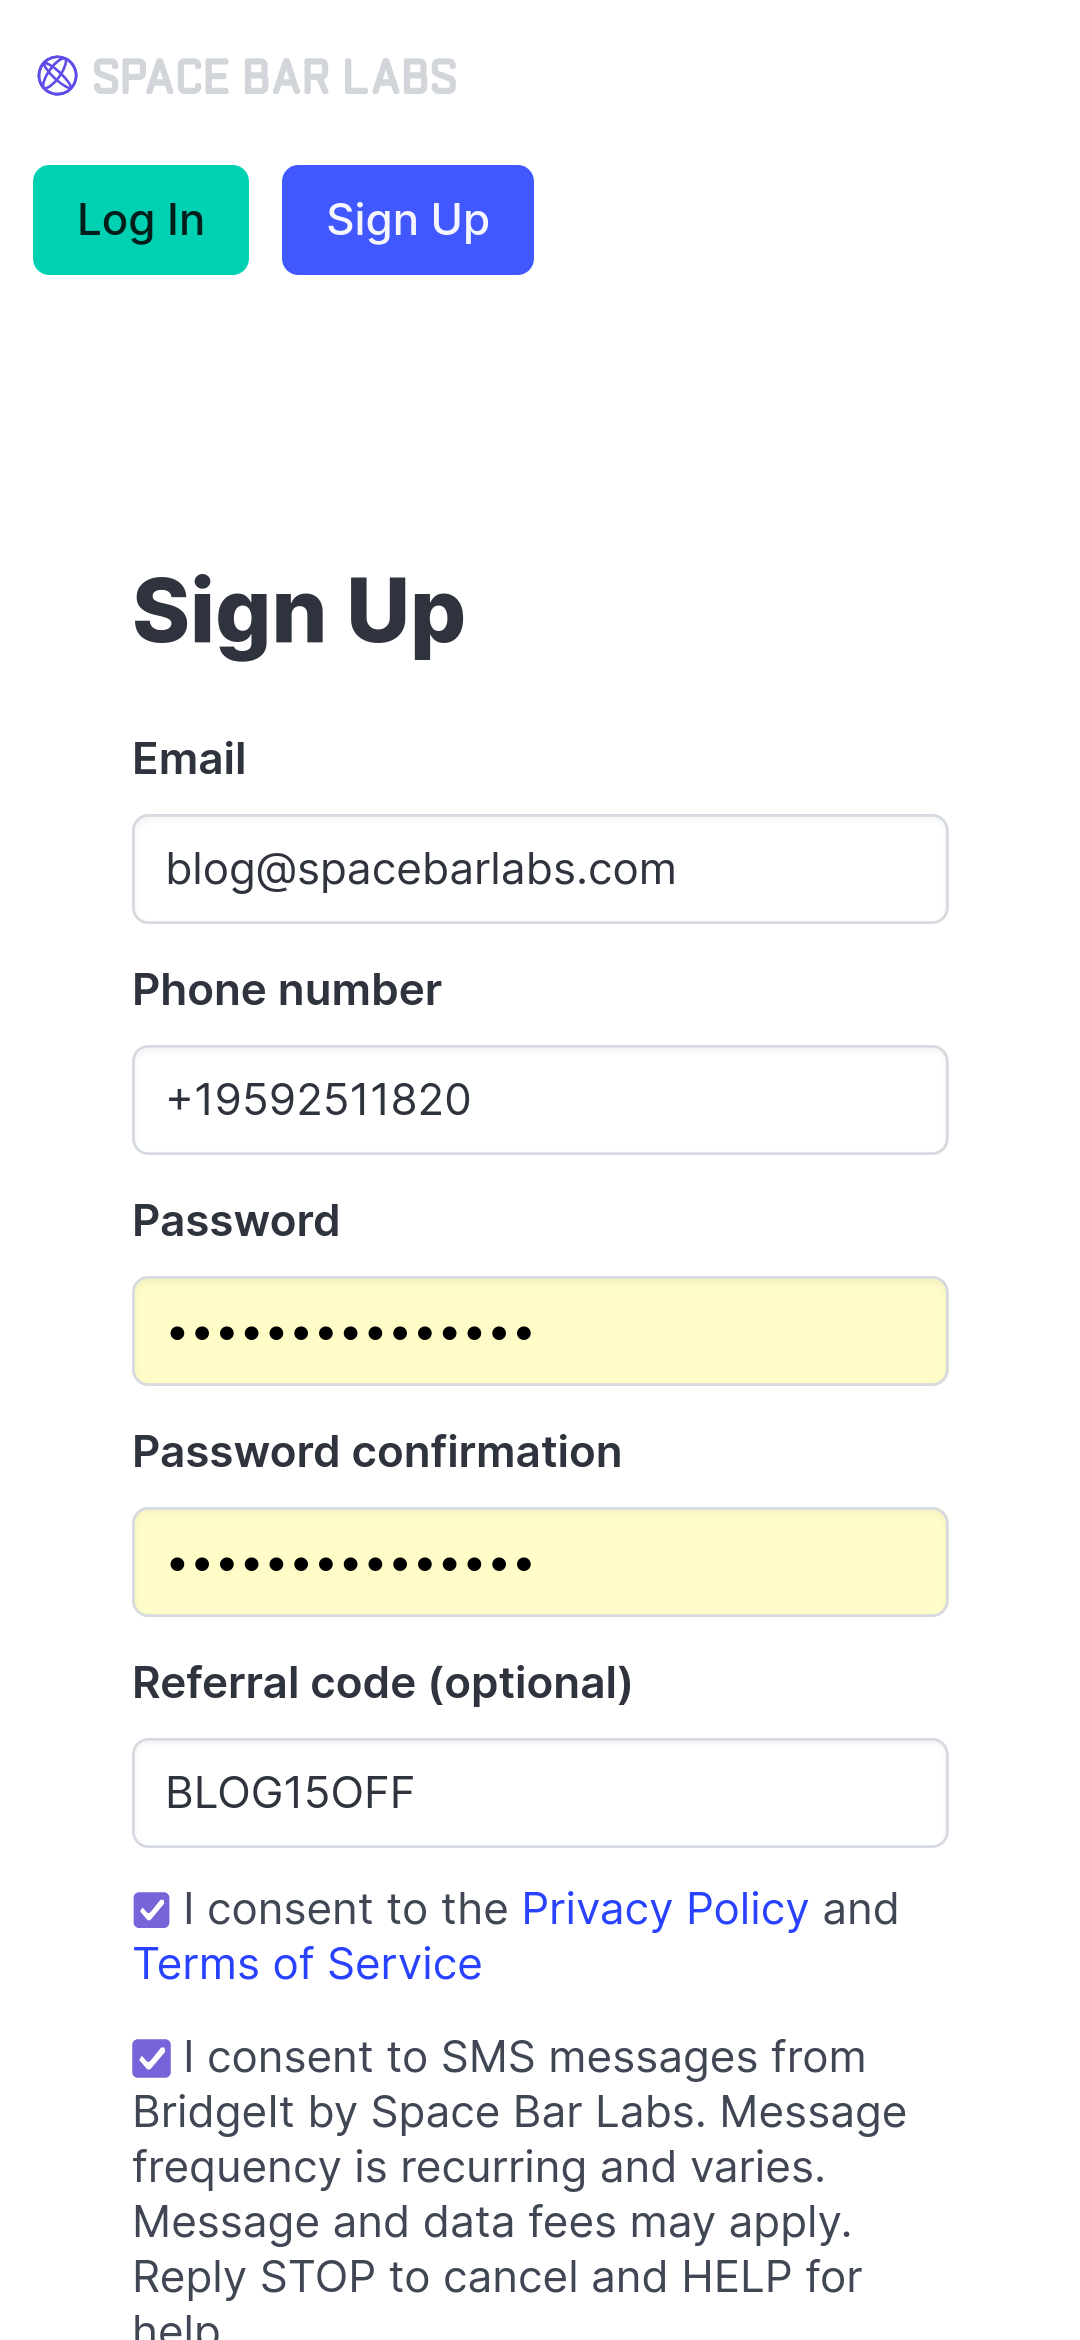 SPACE BAR LABS
Log In
Sign Up
Sign Up
Email
blog@spacebarlabs.com
Phone number
+19592511820
Password
•••••••••••••••
Password confirmation
•••••••••••••••
Referral code (optional)
BLOG15OFF
I consent to the Privacy Policy and
Terms of Service
I consent to SMS messages from
BridgeIt by Space Bar Labs. Message
frequency is recurring and varies.
Message and data fees may apply.
Reply STOP to cancel and HELP for
help.